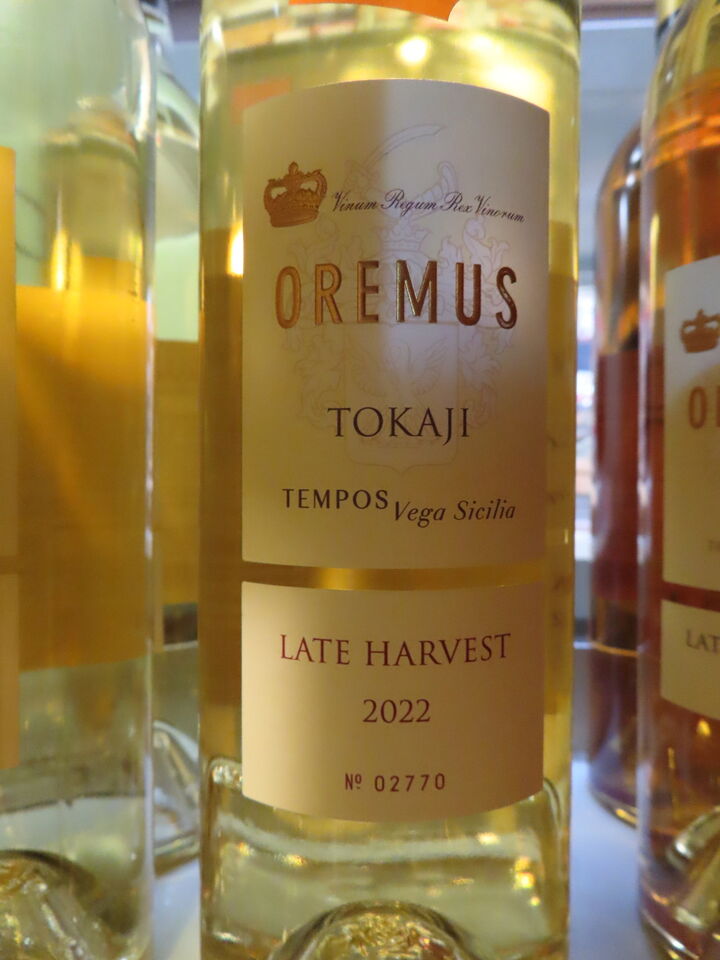 Vinum Regum Rex Vinorum
OREMUS
TOKAJI
TEMPOS Vega Sicilia
LATE HARVEST
2022
Nº 02770